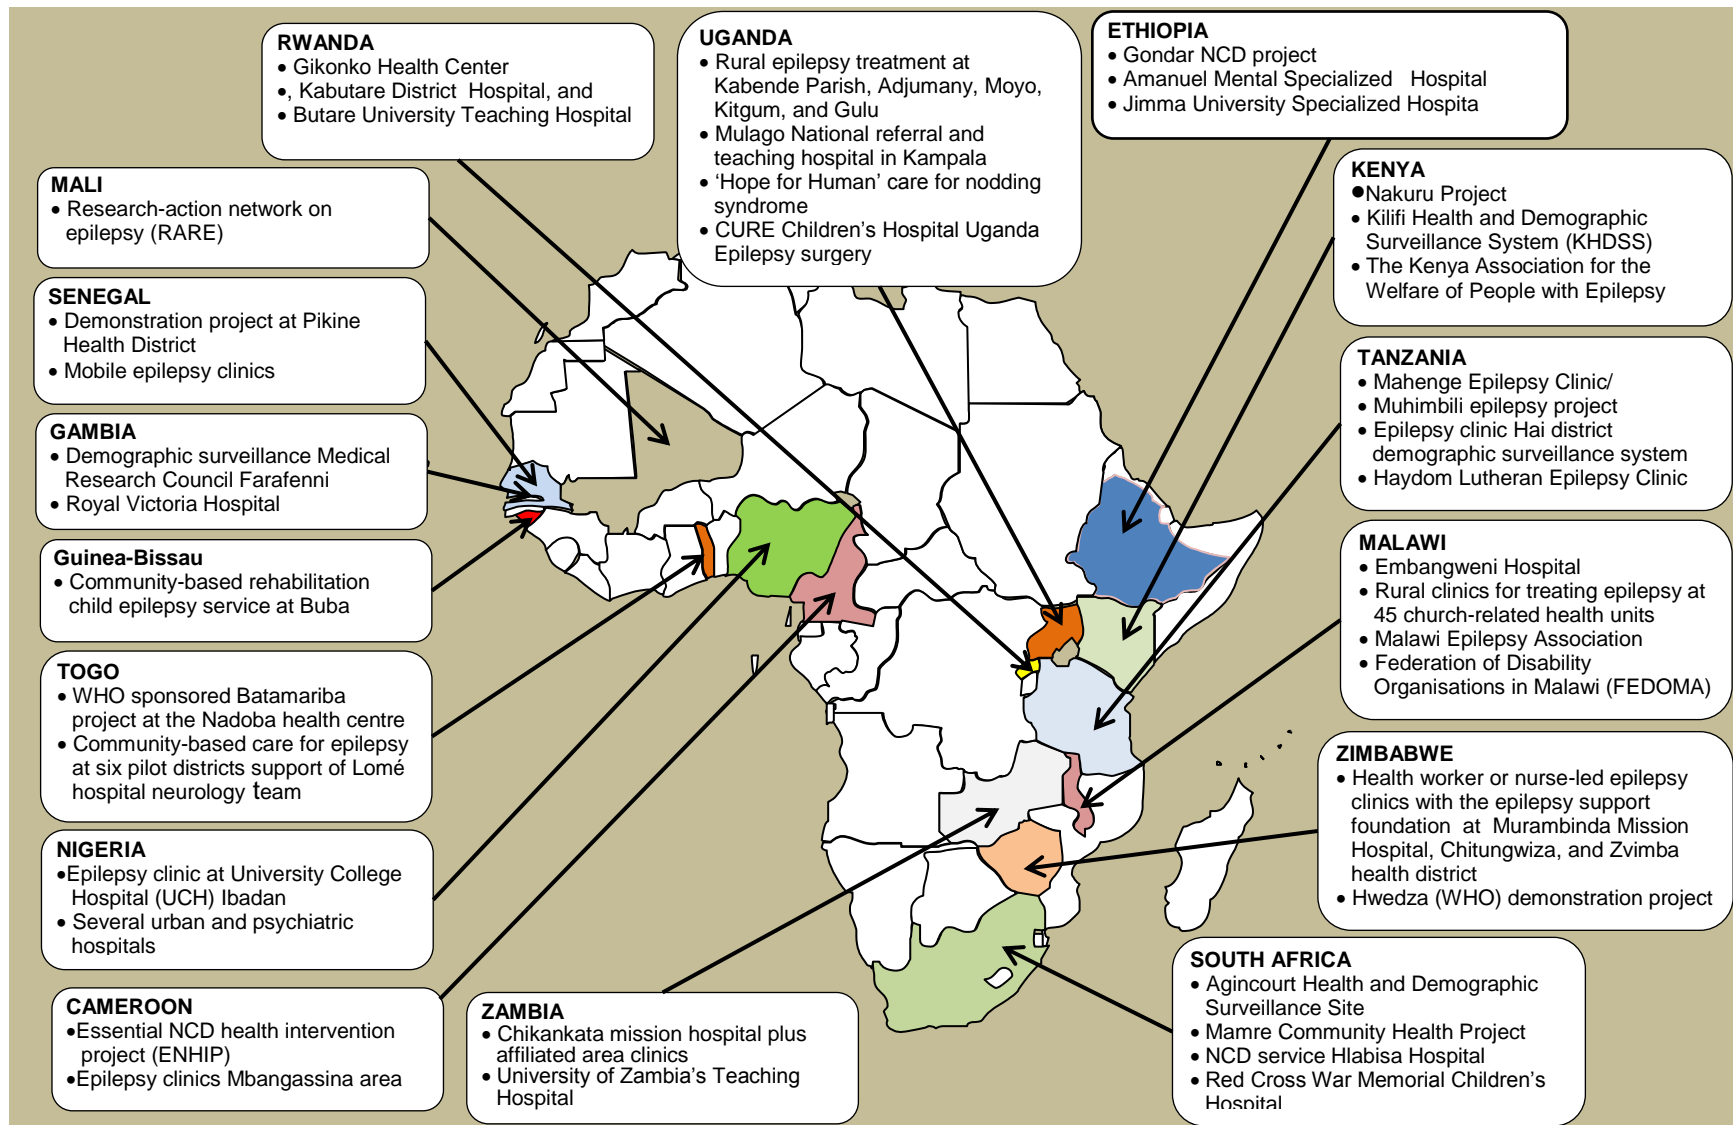 RWANDA
• Gikonko Health Center
•, Kabutare District Hospital, and
• Butare University Teaching Hospital
UGANDA
• Rural epilepsy treatment at
Kabende Parish, Adjumany, Moyo,
Kitgum, and Gulu
• Mulago National referral and
teaching hospital in Kampala
• ‘Hope for Human’ care for nodding
syndrome
• CURE Children’s Hospital Uganda
Epilepsy surgery
ETHIOPIA
• Gondar NCD project
• Amanuel Mental Specialized Hospital
• Jimma University Specialized Hospita
MALI
• Research-action network on
epilepsy (RARE)
KENYA
•Nakuru Project
• Kilifi Health and Demographic
Surveillance System (KHDSS)
• The Kenya Association for the
Welfare of People with Epilepsy
SENEGAL
• Demonstration project at Pikine
Health District
• Mobile epilepsy clinics
TANZANIA
• Mahenge Epilepsy Clinic/
• Muhimbili epilepsy project
• Epilepsy clinic Hai district
demographic surveillance system
• Haydom Lutheran Epilepsy Clinic
GAMBIA
• Demographic surveillance Medical
Research Council Farafenni
• Royal Victoria Hospital
MALAWI
• Embangweni Hospital
• Rural clinics for treating epilepsy at
45 church-related health units
• Malawi Epilepsy Association
• Federation of Disability
Organisations in Malawi (FEDOMA)
Guinea-Bissau
• Community-based rehabilitation
child epilepsy service at Buba
TOGO
• WHO sponsored Batamariba
project at the Nadoba health centre
• Community-based care for epilepsy
at six pilot districts support of Lomé
hospital neurology team
ZIMBABWE
• Health worker or nurse-led epilepsy
clinics with the epilepsy support
foundation at Murambinda Mission
Hospital, Chitungwiza, and Zvimba
health district
• Hwedza (WHO) demonstration project
NIGERIA
•Epilepsy clinic at University College
Hospital (UCH) Ibadan
• Several urban and psychiatric
hospitals
CAMEROON
•Essential NCD health intervention
project (ENHIP)
•Epilepsy clinics Mbangassina area
ZAMBIA
• Chikankata mission hospital plus
affiliated area clinics
• University of Zambia’s Teaching
Hospital
SOUTH AFRICA
• Agincourt Health and Demographic
Surveillance Site
• Mamre Community Health Project
• NCD service Hlabisa Hospital
• Red Cross War Memorial Children’s
Hospital